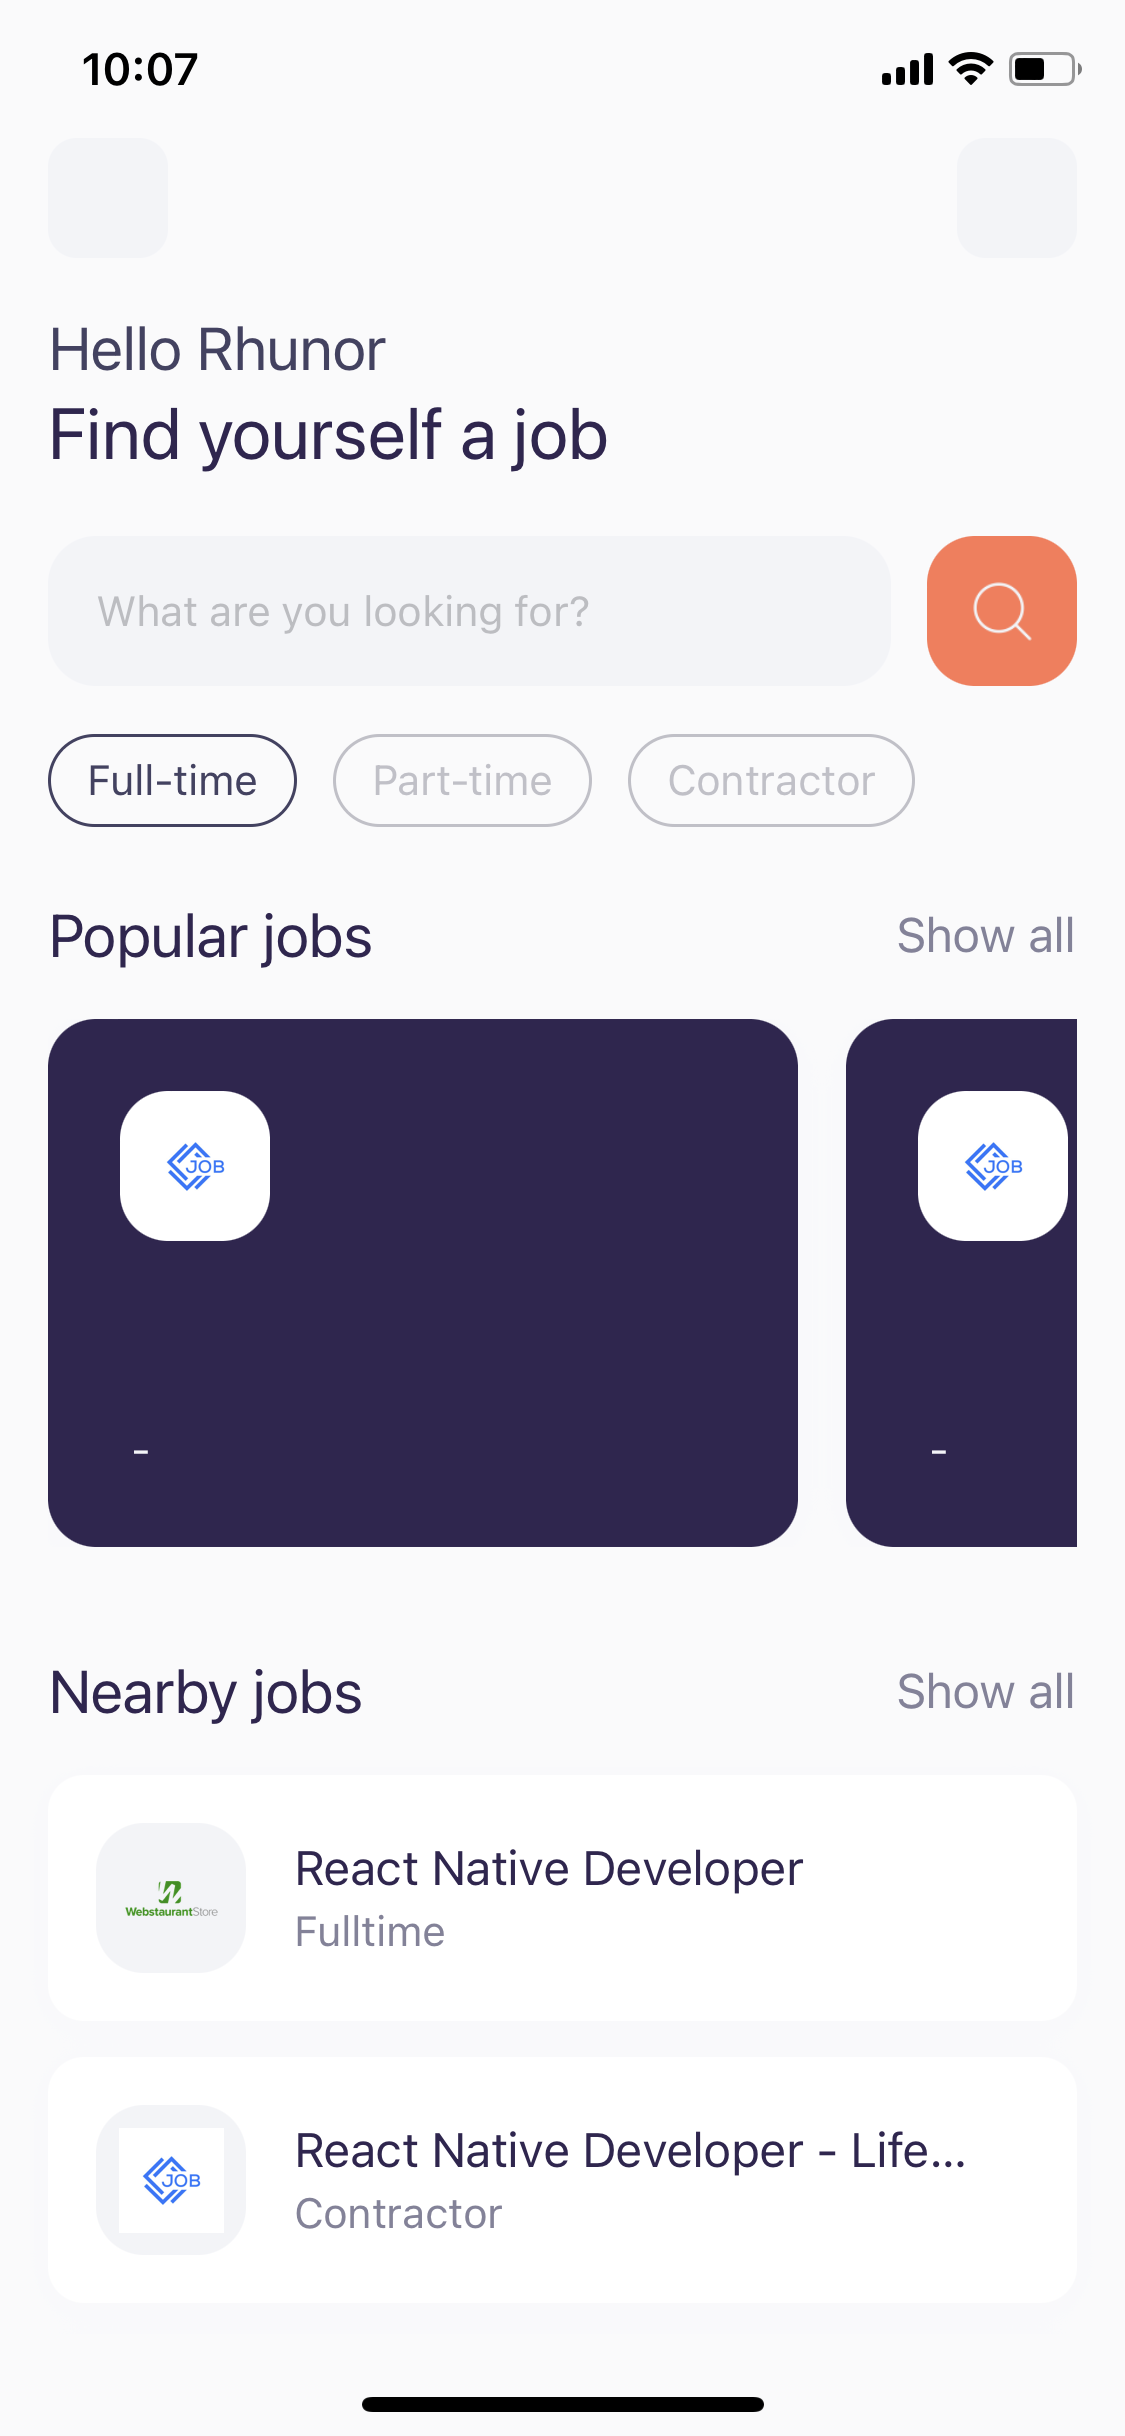 10:07
Hello Rhunor
Find yourself a job
What are you looking for?
Full-time Part-time Contractor
Popular jobs Show all
JOB JOB
- -
Nearby jobs Show all
React Native Developer
WebstaurantStore
Fulltime
React Native Developer - Life...
JOB
Contractor